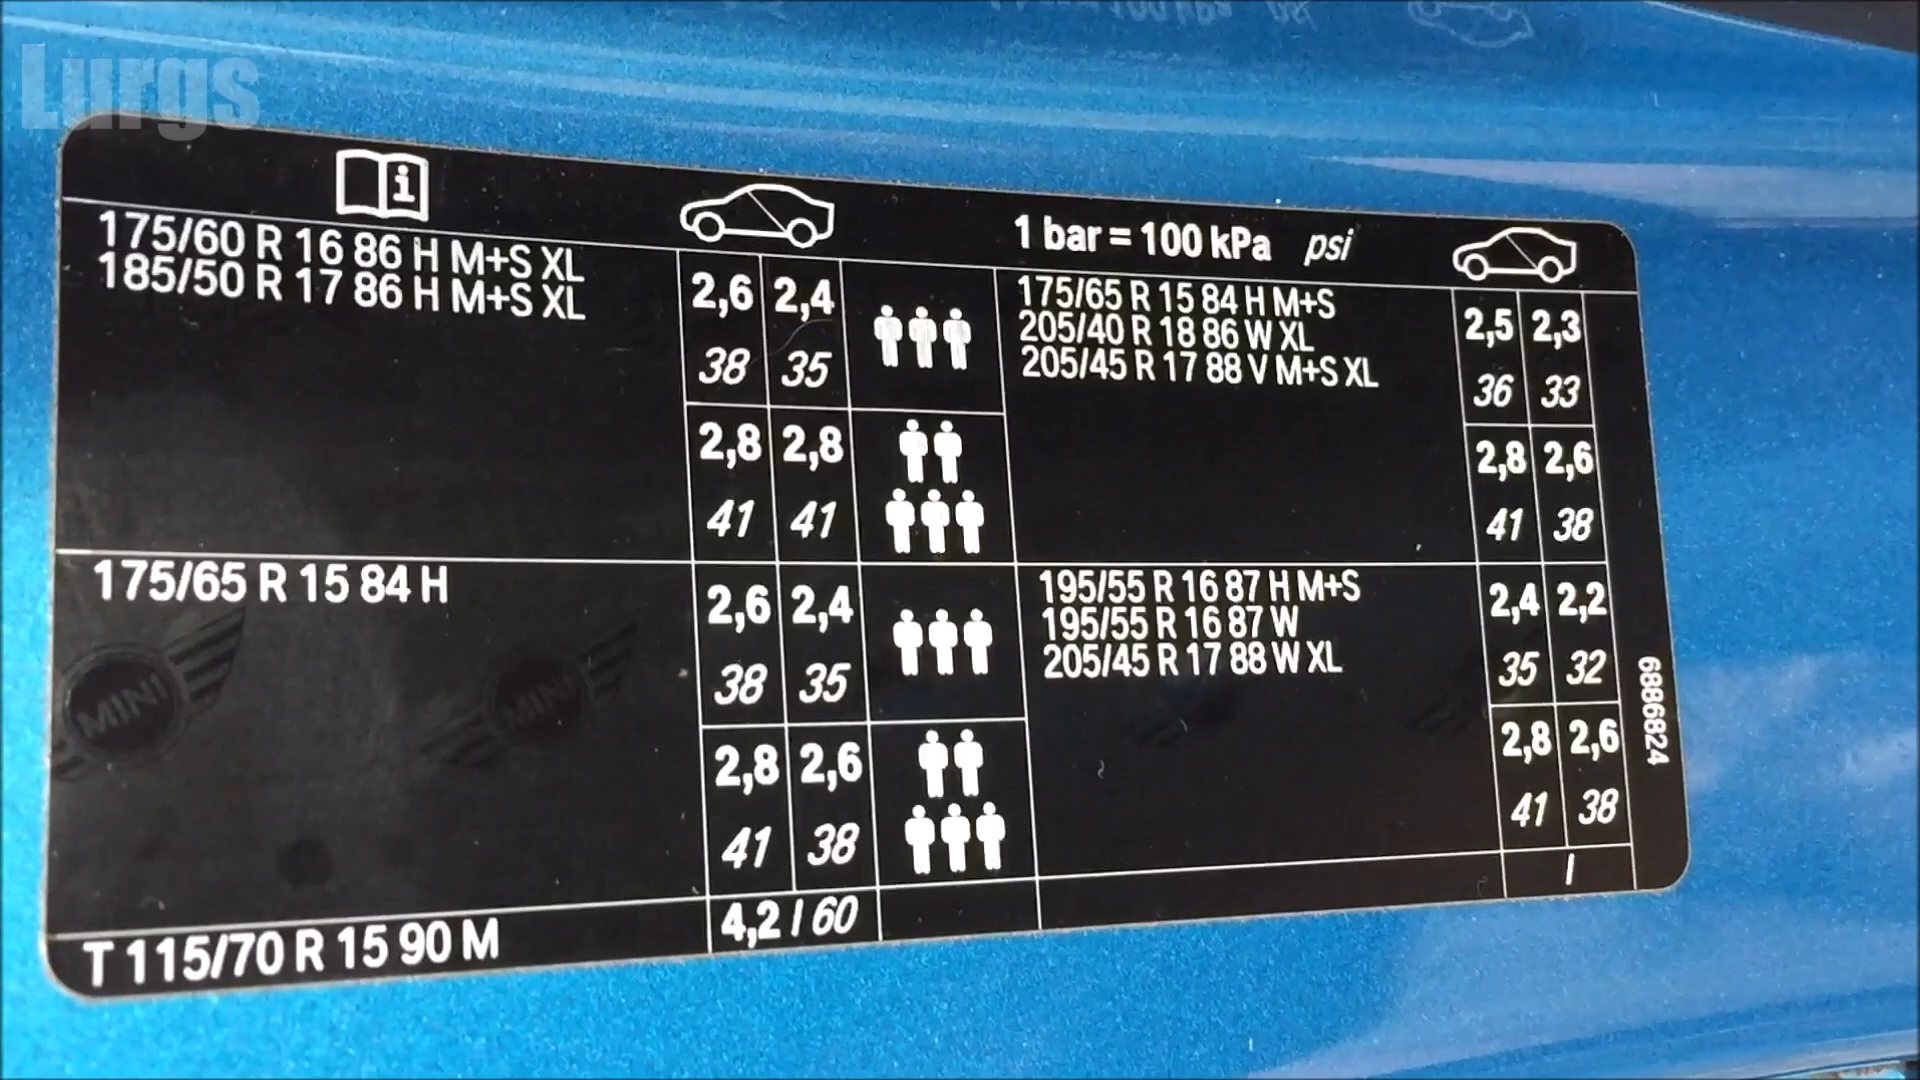 Lurgs
1 bar = 100 kPa psi
175/60 R 16 86 H M+S XL
185/50 R 17 86 H M+S XL
2,6 2,4
38 35
2,8 2,8
41 41
175/65 R 15 84 H M+S
205/40 R 18 86 W XL
205/45 R 17 88 V M+S XL
2,5 2,3
36 33
2,8 2,6
41 38
175/65 R 15 84 H
2,6 2,4
38 35
2,8 2,6
41 38
195/55 R 16 87 H M+S
195/55 R 16 87 W
205/45 R 17 88 W XL
2,4 2,2
35 32
2,8 2,6
41 38
T 115/70 R 15 90 M
4,2 / 60
/
6886824
MINI
MINI